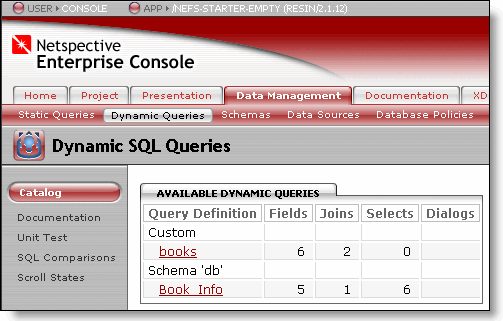 USER CONSOLE APP /NEFS-STARTER-EMPTY (RESIN/2.1.12)
Netspective
Enterprise Console
Home Project Presentation Data Management Documentation XD
Static Queries Dynamic Queries Schemas Data Sources Database Policies
Dynamic SQL Queries
Catalog
Documentation
Unit Test
SQL Comparisons
Scroll States
AVAILABLE DYNAMIC QUERIES
Query Definition Fields Joins Selects Dialogs
Custom
books 6 2 0
Schema 'db'
Book_Info 5 1 6